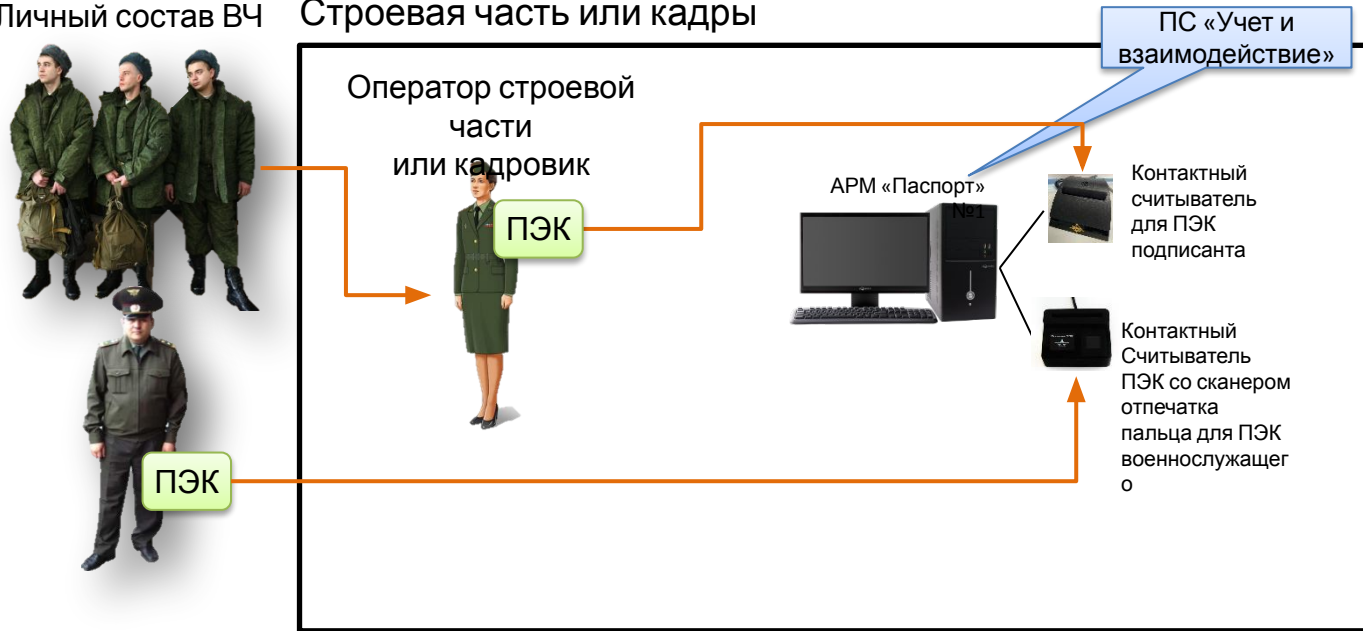 Личный состав ВЧ
Строевая часть или кадры
ПС «Учет и
взаимодействие»
Оператор строевой
части
или кадровик
ПЭК
АРМ «Паспорт»
№1
Контактный
считыватель
для ПЭК
подписанта
Контактный
Считыватель
ПЭК со сканером
отпечатка
пальца для ПЭК
военнослужащег
о
ПЭК